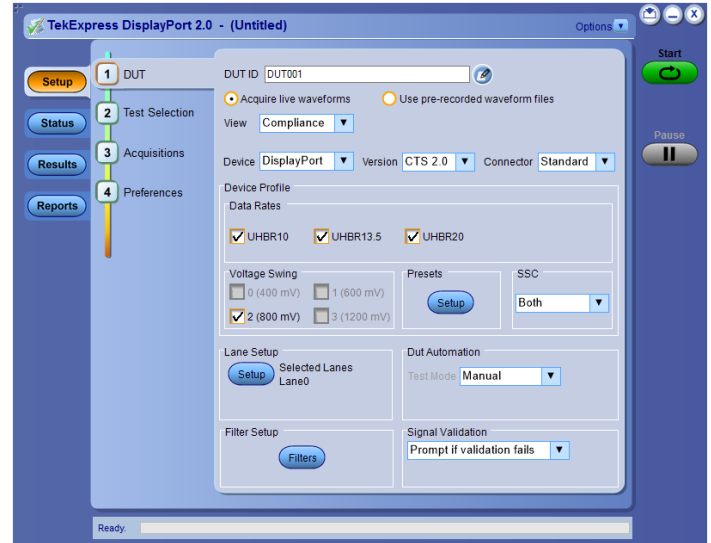 TekExpress DisplayPort 2.0 - (Untitled)
Options
Start
Pause
Setup
Status
Results
Reports
1 DUT
2 Test Selection
3 Acquisitions
4 Preferences
DUT ID DUT001
Acquire live waveforms Use pre-recorded waveform files
View Compliance
Device DisplayPort Version CTS 2.0 Connector Standard
Device Profile
Data Rates
UHBR10 UHBR13.5 UHBR20
Voltage Swing
0 (400 mV) 1 (600 mV)
2 (800 mV) 3 (1200 mV)
Presets
Setup
SSC
Both
Lane Setup
Setup
Selected Lanes
Lane0
Dut Automation
Test Mode Manual
Filter Setup
Filters
Signal Validation
Prompt if validation fails
Ready.